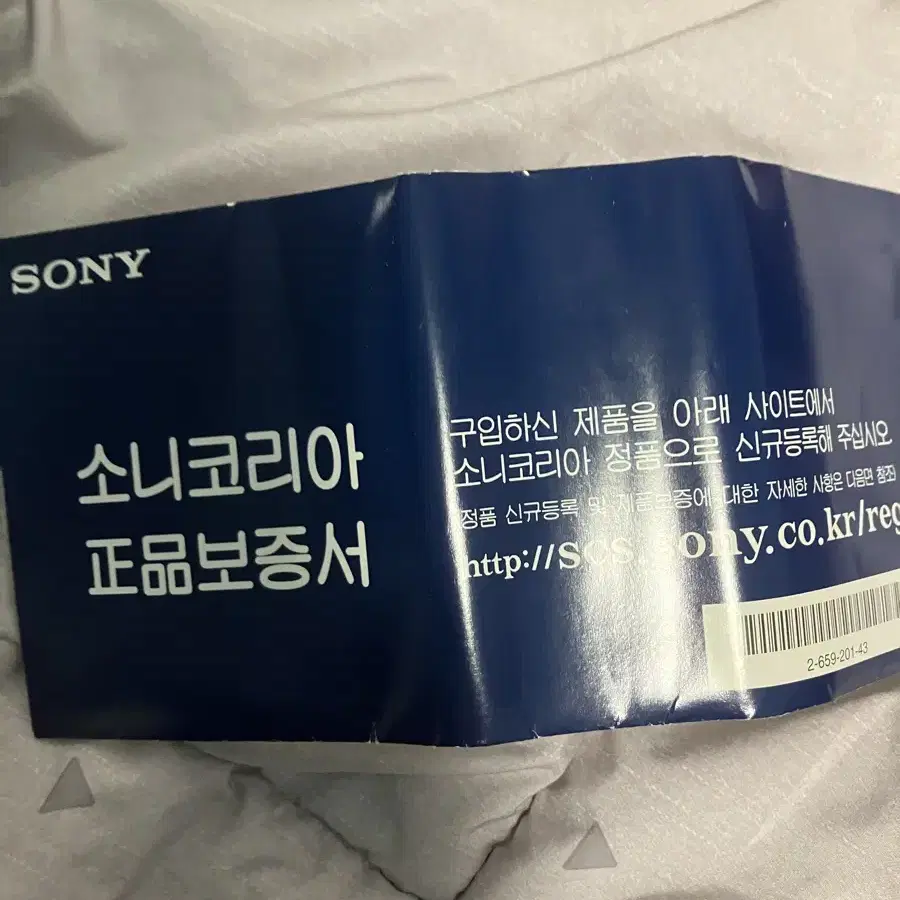 SONY
소니코리아
正品보증서
구입하신 제품을 아래 사이트에서
소니코리아 정품으로 신규등록해 주십시오
(정품 신규등록 및 제품보증에 대한 자세한 사항은 다음면 참조)
http://scs.sony.co.kr/reg
2-659-201-43